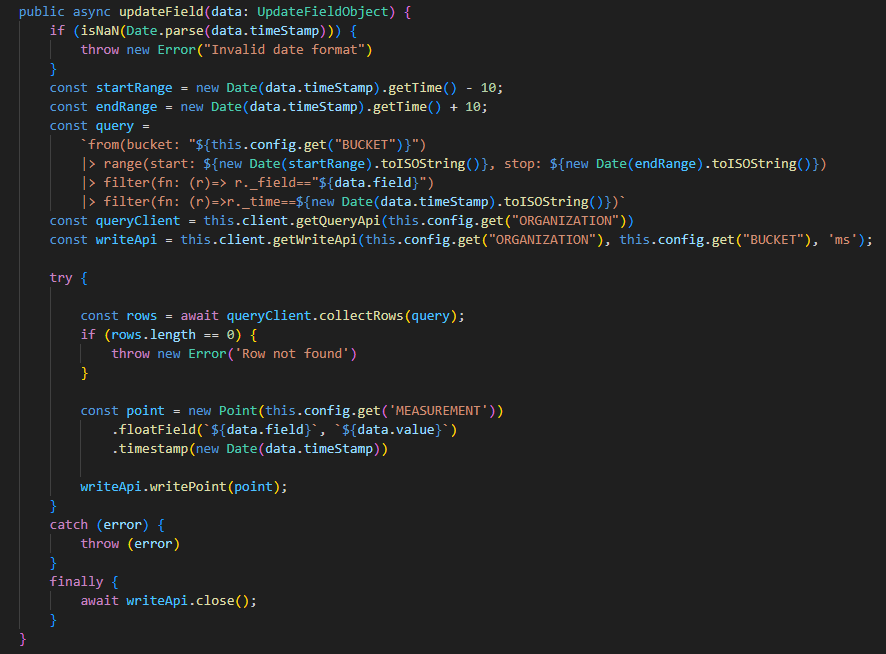 public async updateField(data: UpdateFieldObject) {
    if (isNaN(Date.parse(data.timeStamp))) {
        throw new Error("Invalid date format")
    }
    const startRange = new Date(data.timeStamp).getTime() - 10;
    const endRange = new Date(data.timeStamp).getTime() + 10;
    const query =
        `from(bucket: "${this.config.get("BUCKET")}")
        |> range(start: ${new Date(startRange).toISOString()}, stop: ${new Date(endRange).toISOString()})
        |> filter(fn: (r)=> r._field=="${data.field}")
        |> filter(fn: (r)=>r._time==${new Date(data.timeStamp).toISOString()})`
    const queryClient = this.client.getQueryApi(this.config.get("ORGANIZATION"))
    const writeApi = this.client.getWriteApi(this.config.get("ORGANIZATION"), this.config.get("BUCKET"), 'ms');

    try {

        const rows = await queryClient.collectRows(query);
        if (rows.length == 0) {
            throw new Error('Row not found')
        }

        const point = new Point(this.config.get('MEASUREMENT'))
            .floatField(`${data.field}`, `${data.value}`)
            .timestamp(new Date(data.timeStamp))

        writeApi.writePoint(point);
    }
    catch (error) {
        throw (error)
    }
    finally {
        await writeApi.close();
    }
}